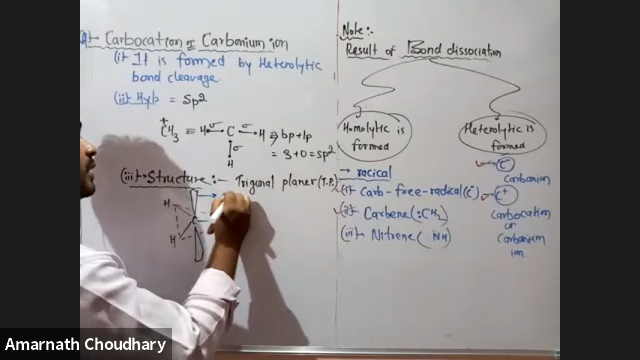 (A)→ Carbocation or Carbonium ion
(i)→ It is formed by Heterolytic
bond cleavage
(ii)→ Hyb = Sp2
+
CH3 ≡ H σ C σ H ⇒ bp+lp
σ = 3+0=sp2
H
(iii)→ Structure :- Trigonal planer (T.P.)
H
C
H
Note:-
Result of Bond dissociation
Homolytic is
formed
→ racical
(i)→ Carb-free-radical (C)
(ii)→ Carbene (:CH2)
(iii)→ Nitrene ( NH)
Heterolytic is
formed
C-
Carbanion
C+
Carbocation
or
Carbonium
ion.
Amarnath Choudhary